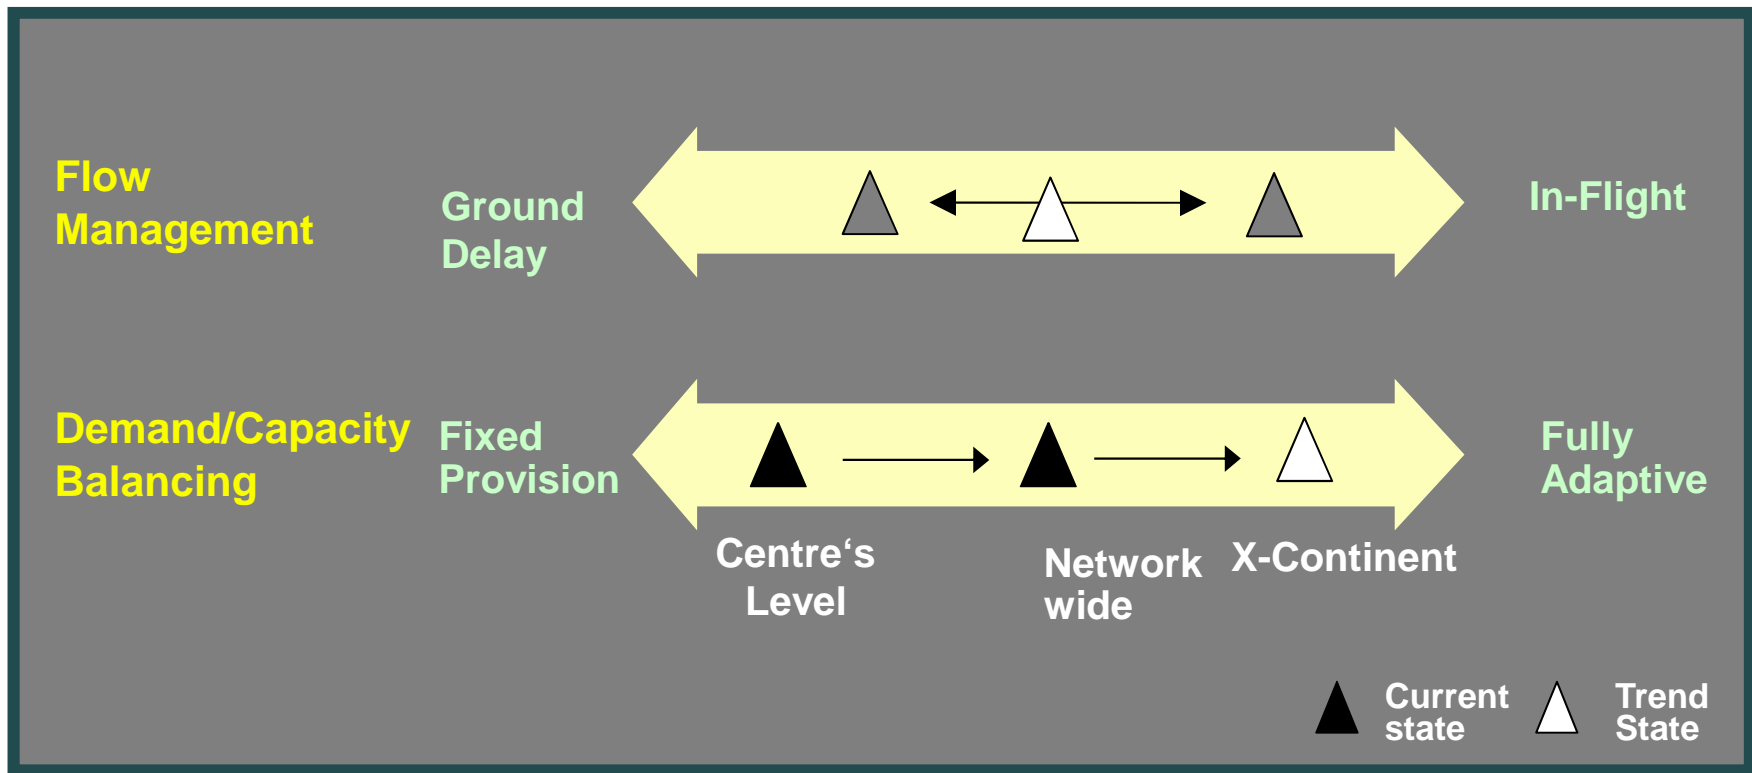 Flow
Management
Ground
Delay
In-Flight
Demand/Capacity
Balancing
Fixed
Provision
Fully
Adaptive
Centre‘s
Level
Network
wide
X-Continent
Current
state
Trend
State